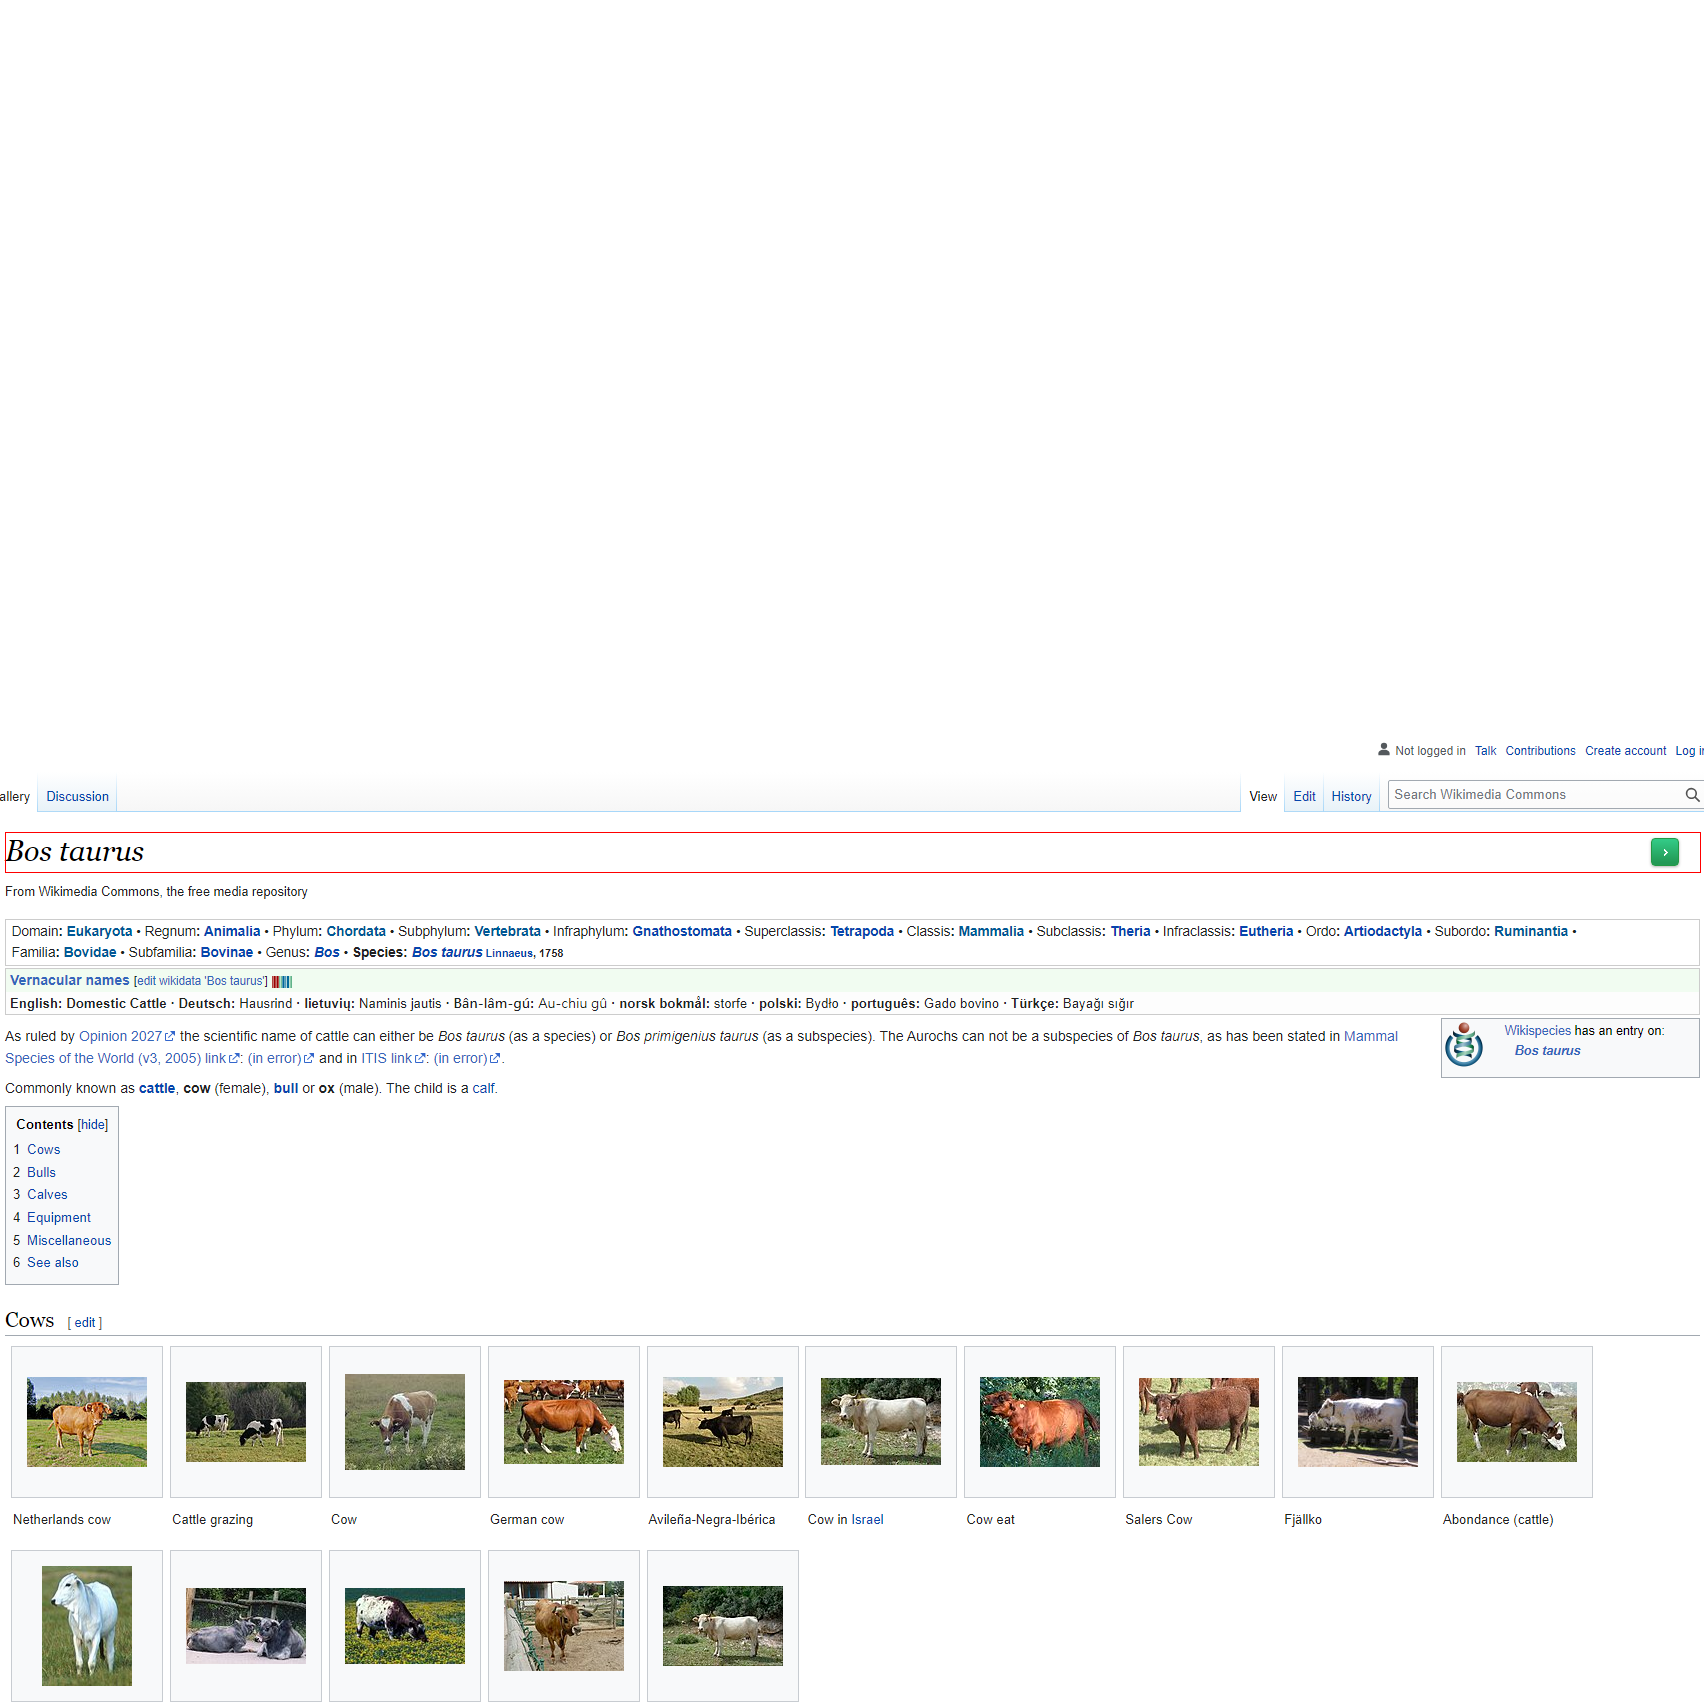 Not logged in Talk Contributions Create account Log in
allery Discussion View Edit History Search Wikimedia Commons
Bos taurus
From Wikimedia Commons, the free media repository
Domain: Eukaryota • Regnum: Animalia • Phylum: Chordata • Subphylum: Vertebrata • Infraphylum: Gnathostomata • Superclassis: Tetrapoda • Classis: Mammalia • Subclassis: Theria • Infraclassis: Eutheria • Ordo: Artiodactyla • Subordo: Ruminantia •
Familia: Bovidae • Subfamilia: Bovinae • Genus: Bos • Species: Bos taurus Linnaeus, 1758
Vernacular names [edit wikidata 'Bos taurus']
English: Domestic Cattle · Deutsch: Hausrind · lietuvių: Naminis jautis · Bân-lâm-gú: Au-chiu gû · norsk bokmål: storfe · polski: Bydło · português: Gado bovino · Türkçe: Bayağı sığır
As ruled by Opinion 2027 the scientific name of cattle can either be Bos taurus (as a species) or Bos primigenius taurus (as a subspecies). The Aurochs can not be a subspecies of Bos taurus, as has been stated in Mammal
Species of the World (v3, 2005) link: (in error) and in ITIS link: (in error).
Wikispecies has an entry on:
Bos taurus
Commonly known as cattle, cow (female), bull or ox (male). The child is a calf.
Contents [hide]
1 Cows
2 Bulls
3 Calves
4 Equipment
5 Miscellaneous
6 See also
Cows [ edit ]
Netherlands cow Cattle grazing Cow German cow Avileña-Negra-Ibérica Cow in Israel Cow eat Salers Cow Fjällko Abondance (cattle)